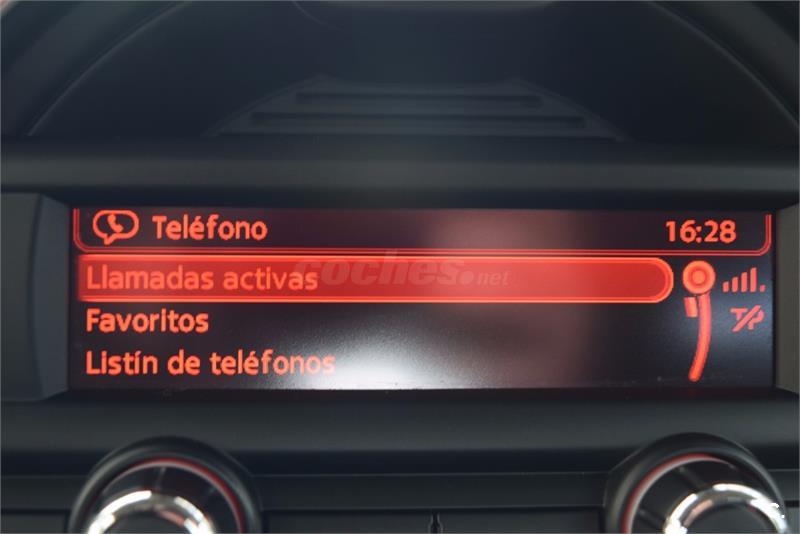 Teléfono 16:28
Llamadas activas
coches.net
Favoritos
TP
Listín de teléfonos